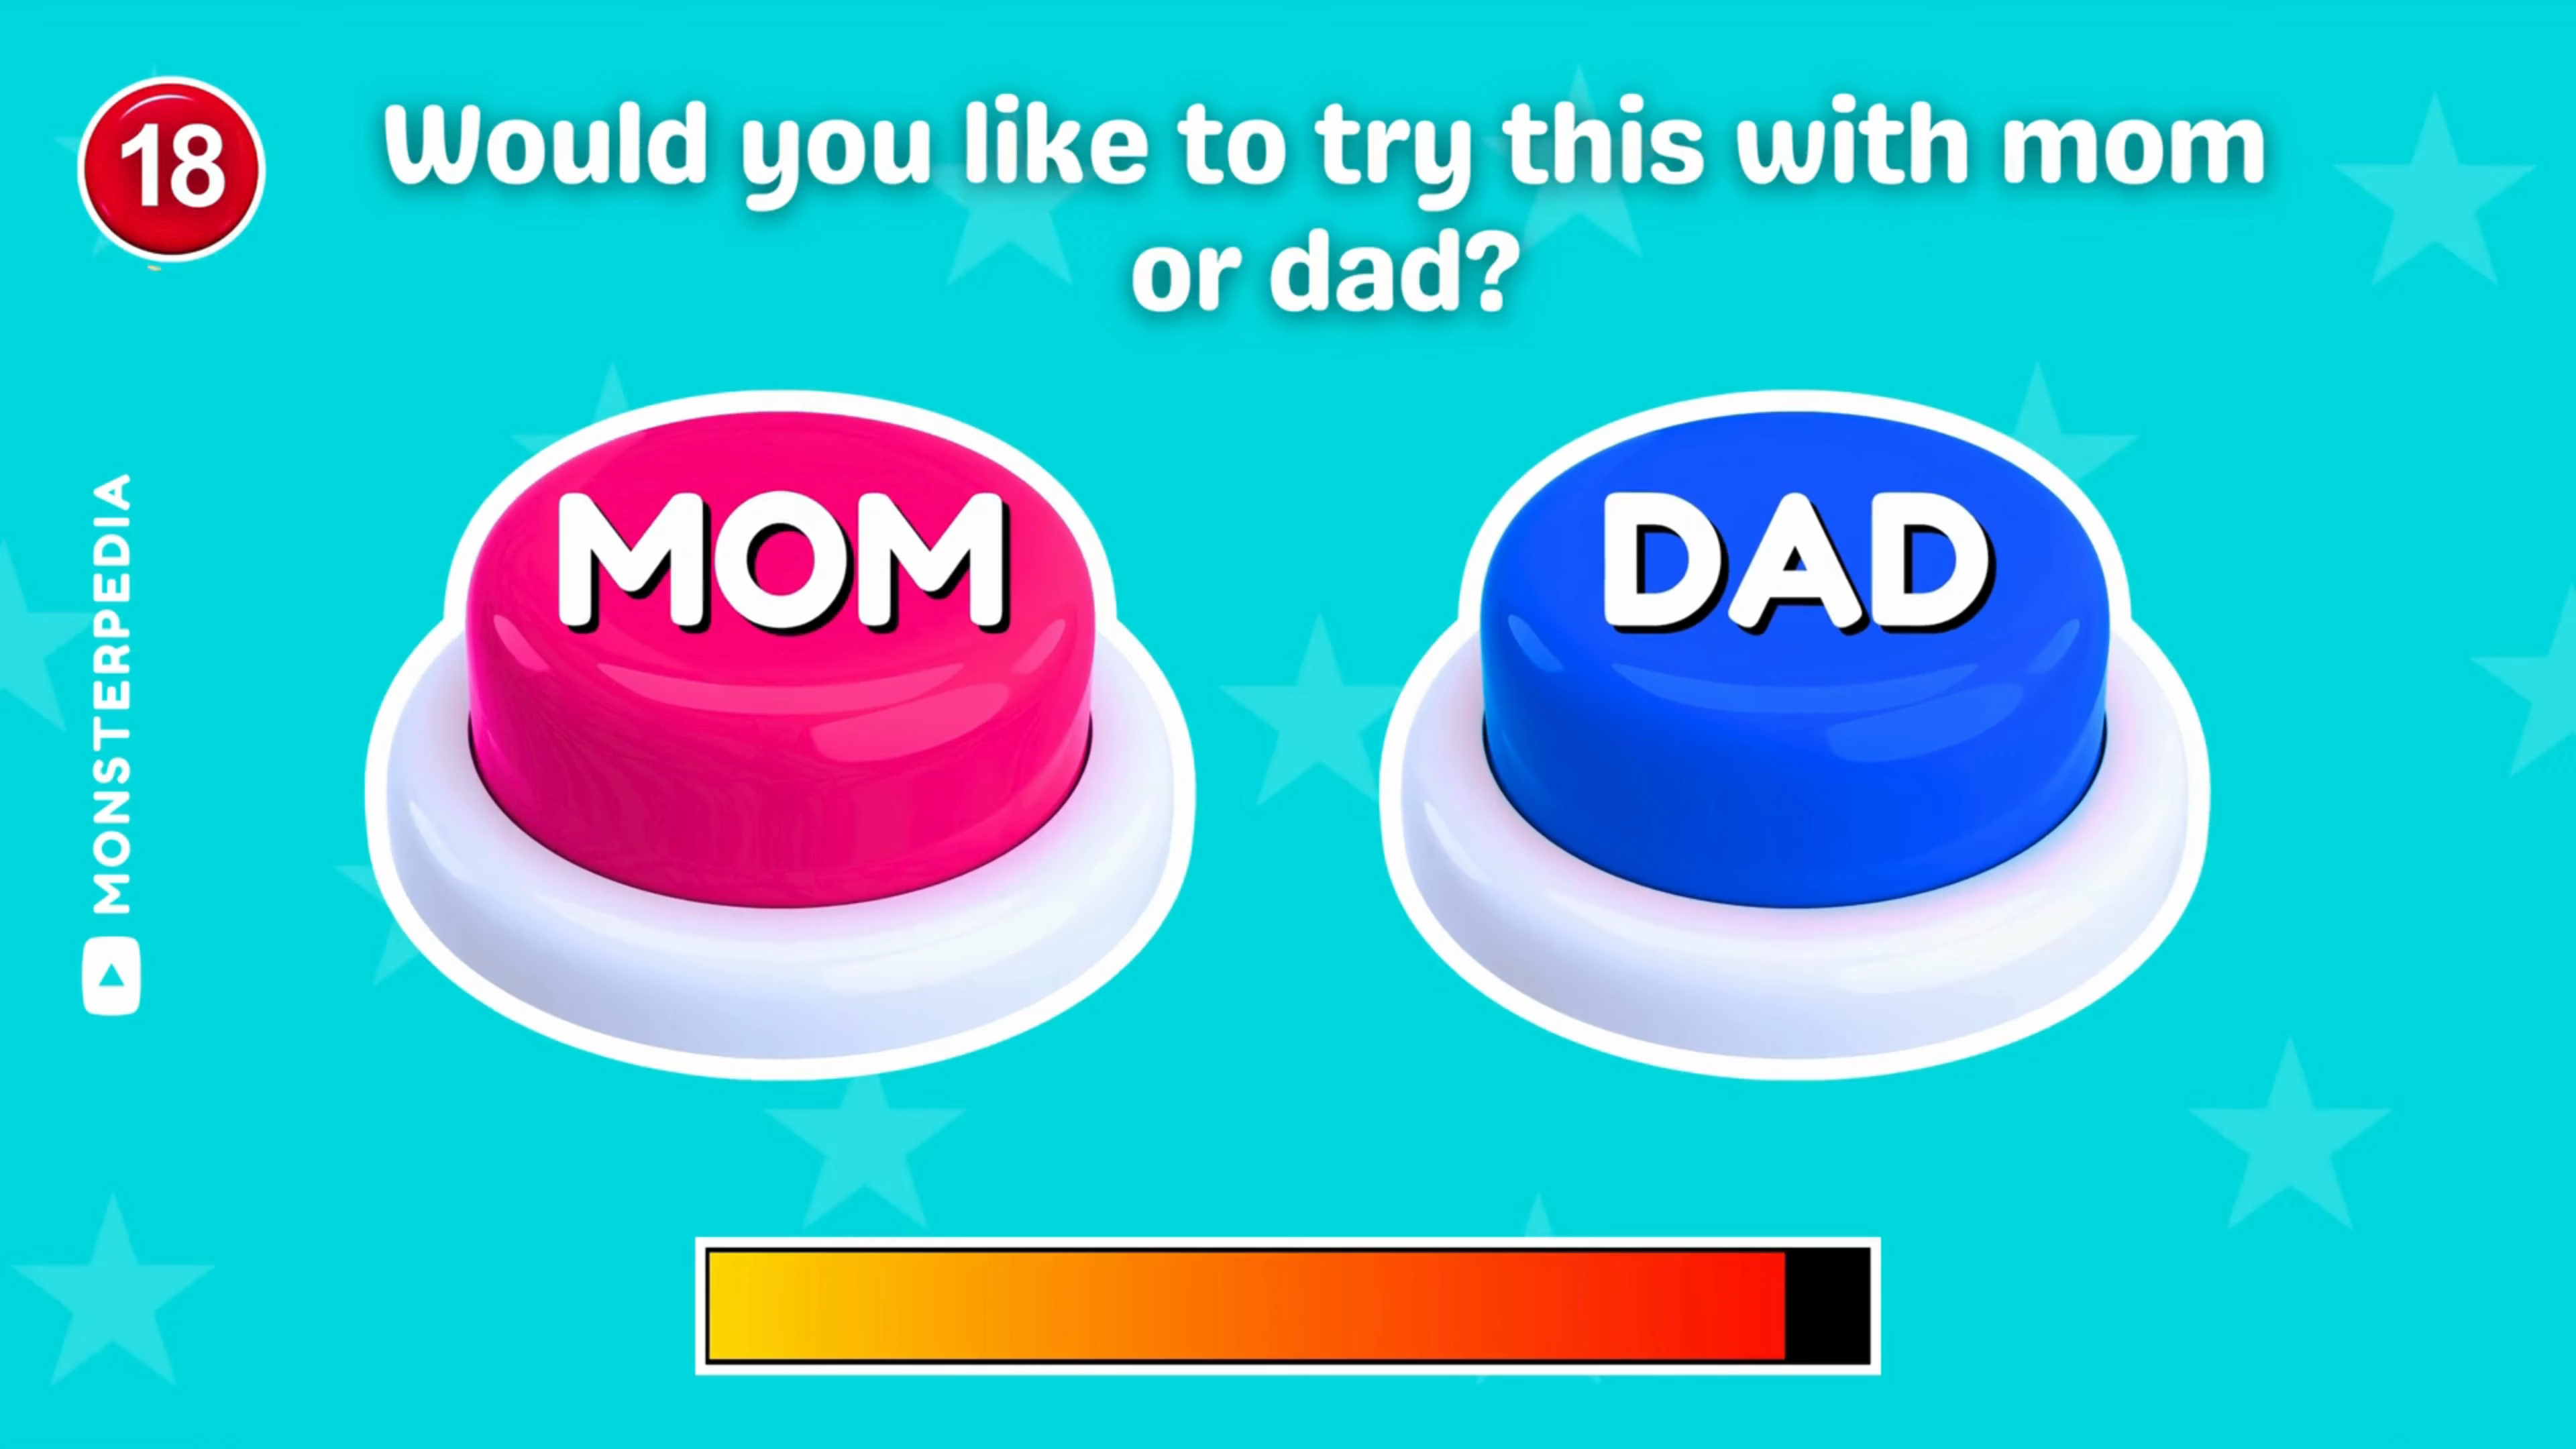 18
Would you like to try this with mom
or dad?
MOM
DAD
MONSTERPEDIA